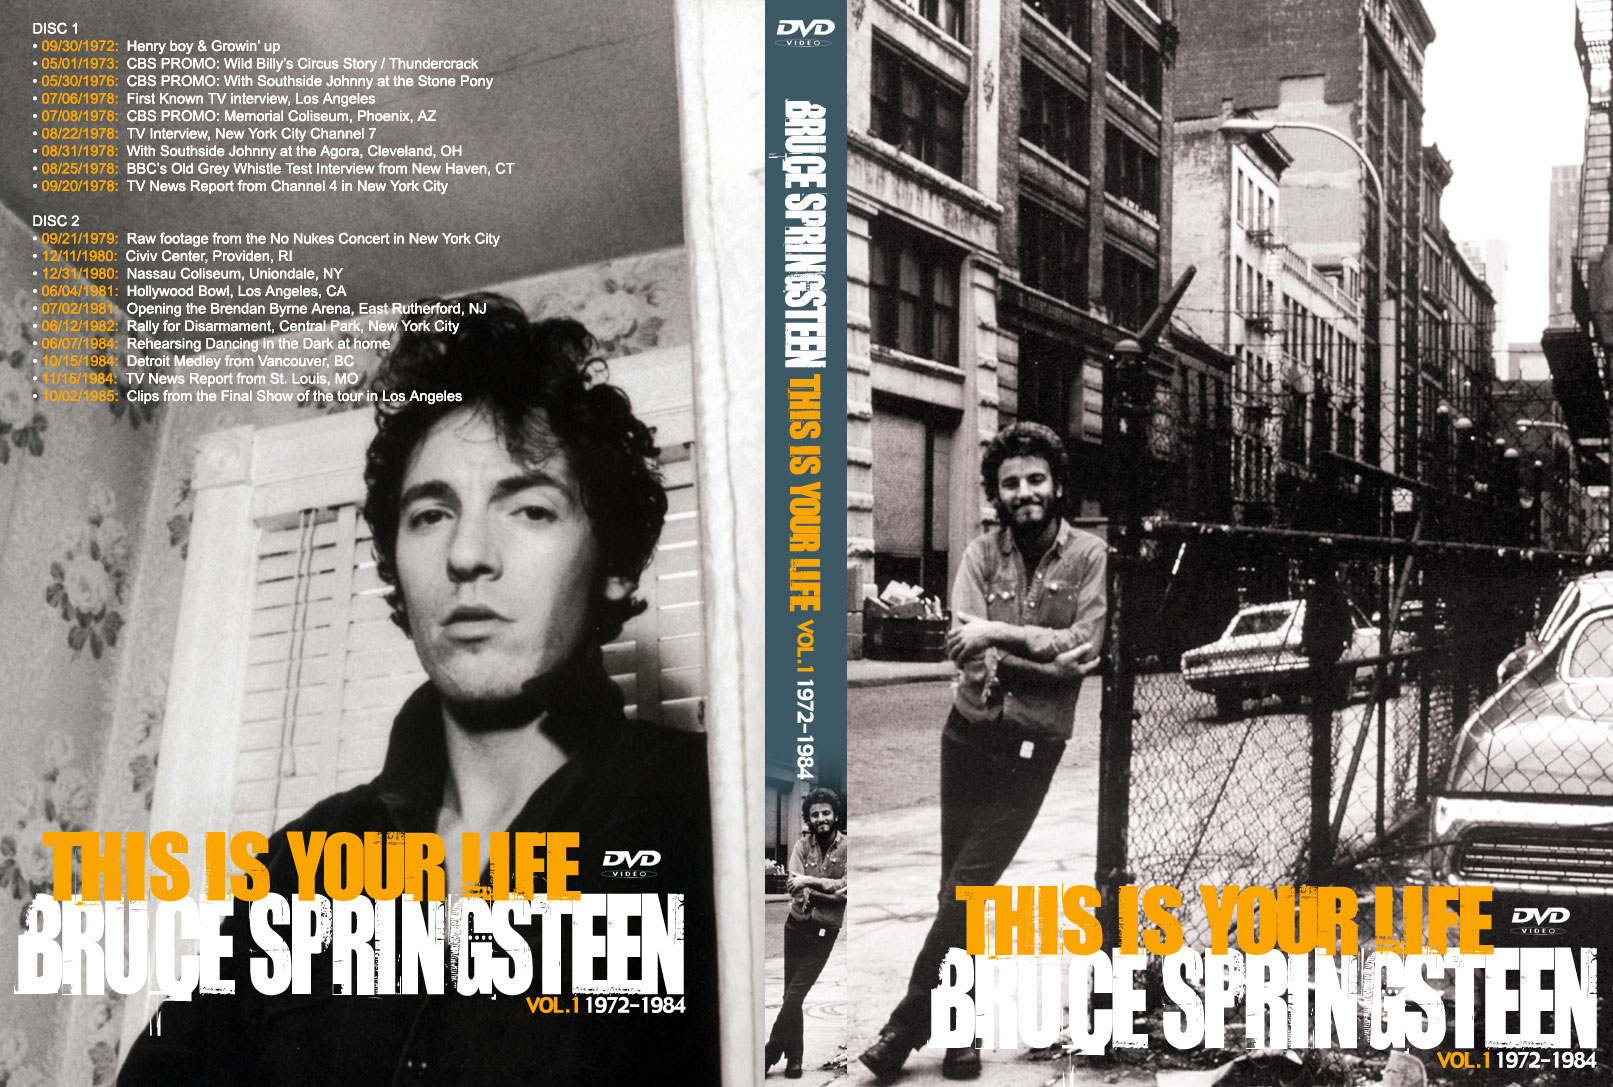 DISC 1
• 09/30/1972: Henry boy & Growin' up
• 05/01/1973: CBS PROMO: Wild Billy's Circus Story / Thundercrack
• 05/30/1976: CBS PROMO: With Southside Johnny at the Stone Pony
• 07/06/1978: First Known TV interview, Los Angeles
• 07/08/1978: CBS PROMO: Memorial Coliseum, Phoenix, AZ
• 08/22/1978: TV Interview, New York City Channel 7
• 08/31/1978: With Southside Johnny at the Agora, Cleveland, OH
• 08/25/1978: BBC's Old Grey Whistle Test Interview from New Haven, CT
• 09/20/1978: TV News Report from Channel 4 in New York City
DISC 2
• 09/21/1979: Raw footage from the No Nukes Concert in New York City
• 12/11/1980: Civiv Center, Providen, RI
• 12/31/1980: Nassau Coliseum, Uniondale, NY
• 06/04/1981: Hollywood Bowl, Los Angeles, CA
• 07/02/1981: Opening the Brendan Byrne Arena, East Rutherford, NJ
• 06/12/1982: Rally for Disarmament, Central Park, New York City
• 06/07/1984: Rehearsing Dancing in the Dark at home
• 10/15/1984: Detroit Medley from Vancouver, BC
• 11/15/1984: TV News Report from St. Louis, MO
• 10/02/1985: Clips from the Final Show of the tour in Los Angeles
THIS IS YOUR LIFE
DVD
VIDEO
BRUCE SPRINGSTEEN
VOL.1 1972-1984
DVD
VIDEO
BRUCE SPRINGSTEEN THIS IS YOUR LIFE VOL.1 1972-1984
THIS IS YOUR LIFE
DVD
VIDEO
BRUCE SPRINGSTEEN
VOL.1 1972-1984